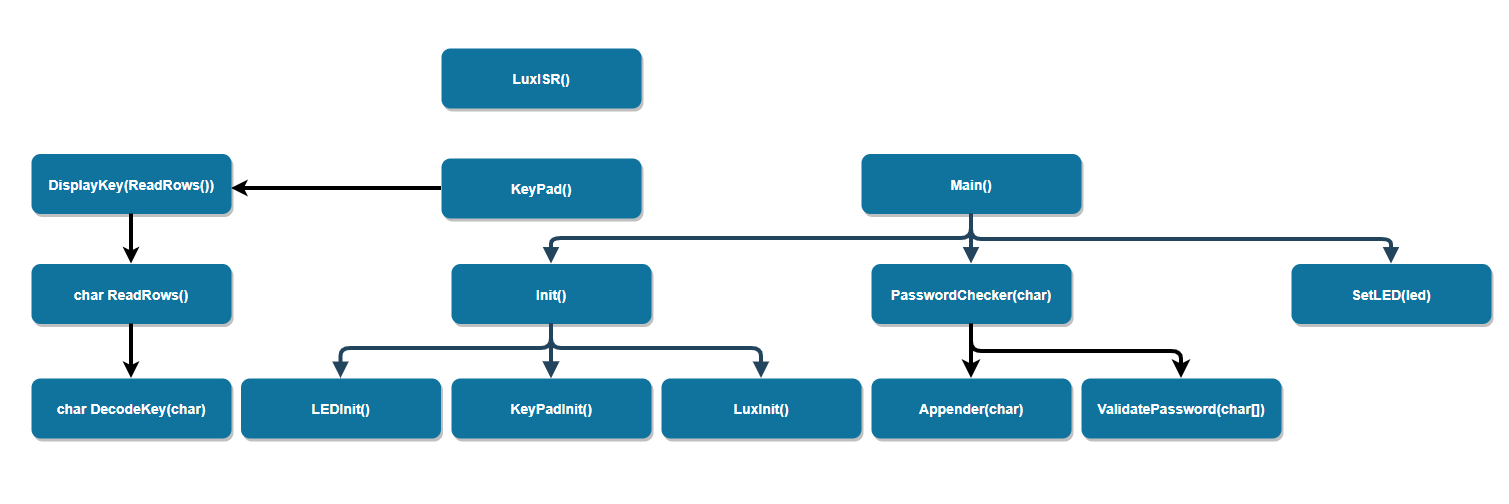 LuxISR()
DisplayKey(ReadRows())
KeyPad()
Main()
char ReadRows()
Init()
PasswordChecker(char)
SetLED(led)
char DecodeKey(char)
LEDInit()
KeyPadInit()
LuxInit()
Appender(char)
ValidatePassword(char[])